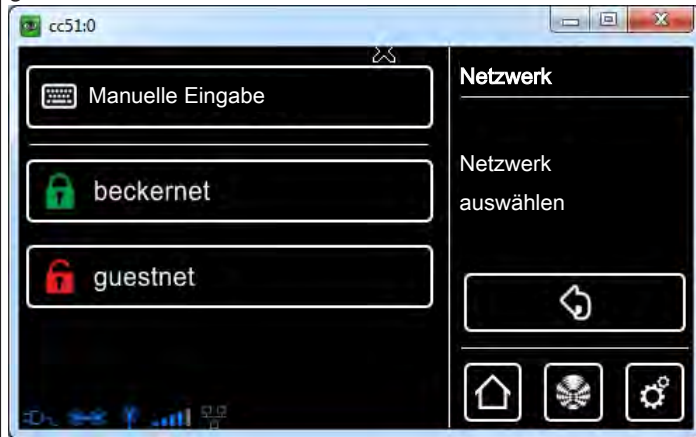 cc51:0
Manuelle Eingabe
beckernet
guestnet
Netzwerk
Netzwerk
auswählen